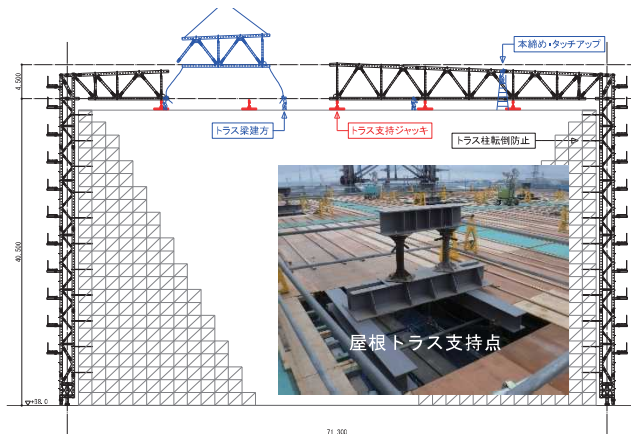 本締め・タッチアップ
4,500
トラス梁建方
トラス支持ジャッキ
トラス柱転倒防止
40,500
屋根トラス支持点
+38.0
71,300